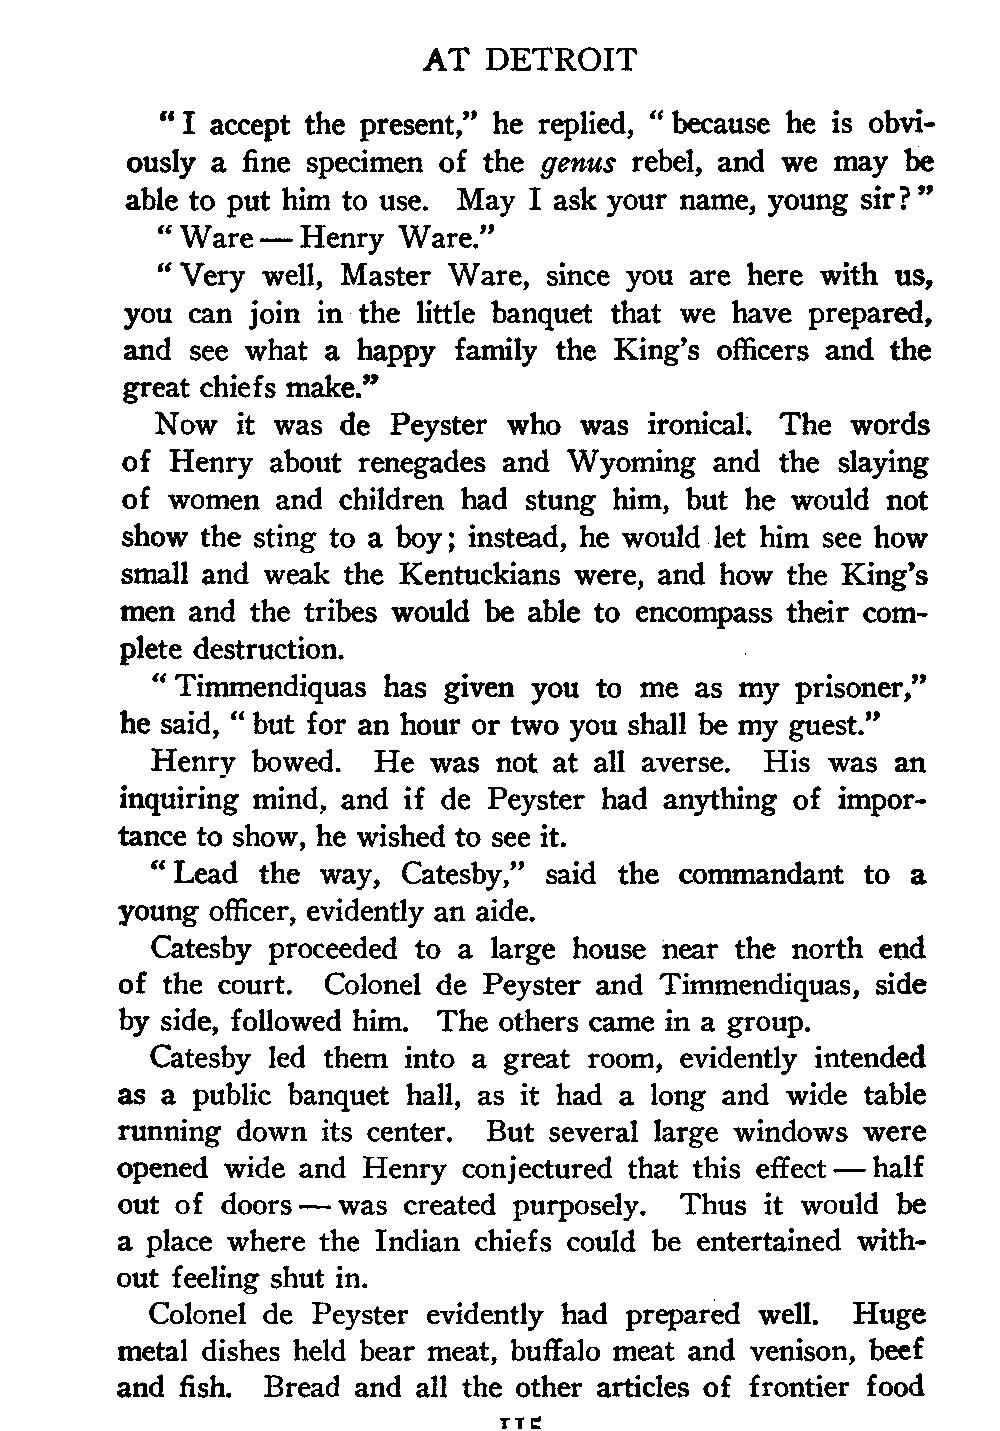 AT DETROIT
"I accept the present," he replied, "because he is obvi-
ously a fine specimen of the genus rebel, and we may be
able to put him to use. May I ask your name, young sir?"
"Ware — Henry Ware."
"Very well, Master Ware, since you are here with us,
you can join in the little banquet that we have prepared,
and see what a happy family the King's officers and the
great chiefs make."
Now it was de Peyster who was ironical. The words
of Henry about renegades and Wyoming and the slaying
of women and children had stung him, but he would not
show the sting to a boy; instead, he would let him see how
small and weak the Kentuckians were, and how the King's
men and the tribes would be able to encompass their com-
plete destruction.
"Timmendiquas has given you to me as my prisoner,"
he said, "but for an hour or two you shall be my guest."
Henry bowed. He was not at all averse. His was an
inquiring mind, and if de Peyster had anything of impor-
tance to show, he wished to see it.
"Lead the way, Catesby," said the commandant to a
young officer, evidently an aide.
Catesby proceeded to a large house near the north end
of the court. Colonel de Peyster and Timmendiquas, side
by side, followed him. The others came in a group.
Catesby led them into a great room, evidently intended
as a public banquet hall, as it had a long and wide table
running down its center. But several large windows were
opened wide and Henry conjectured that this effect — half
out of doors — was created purposely. Thus it would be
a place where the Indian chiefs could be entertained with-
out feeling shut in.
Colonel de Peyster evidently had prepared well. Huge
metal dishes held bear meat, buffalo meat and venison, beef
and fish. Bread and all the other articles of frontier food
115